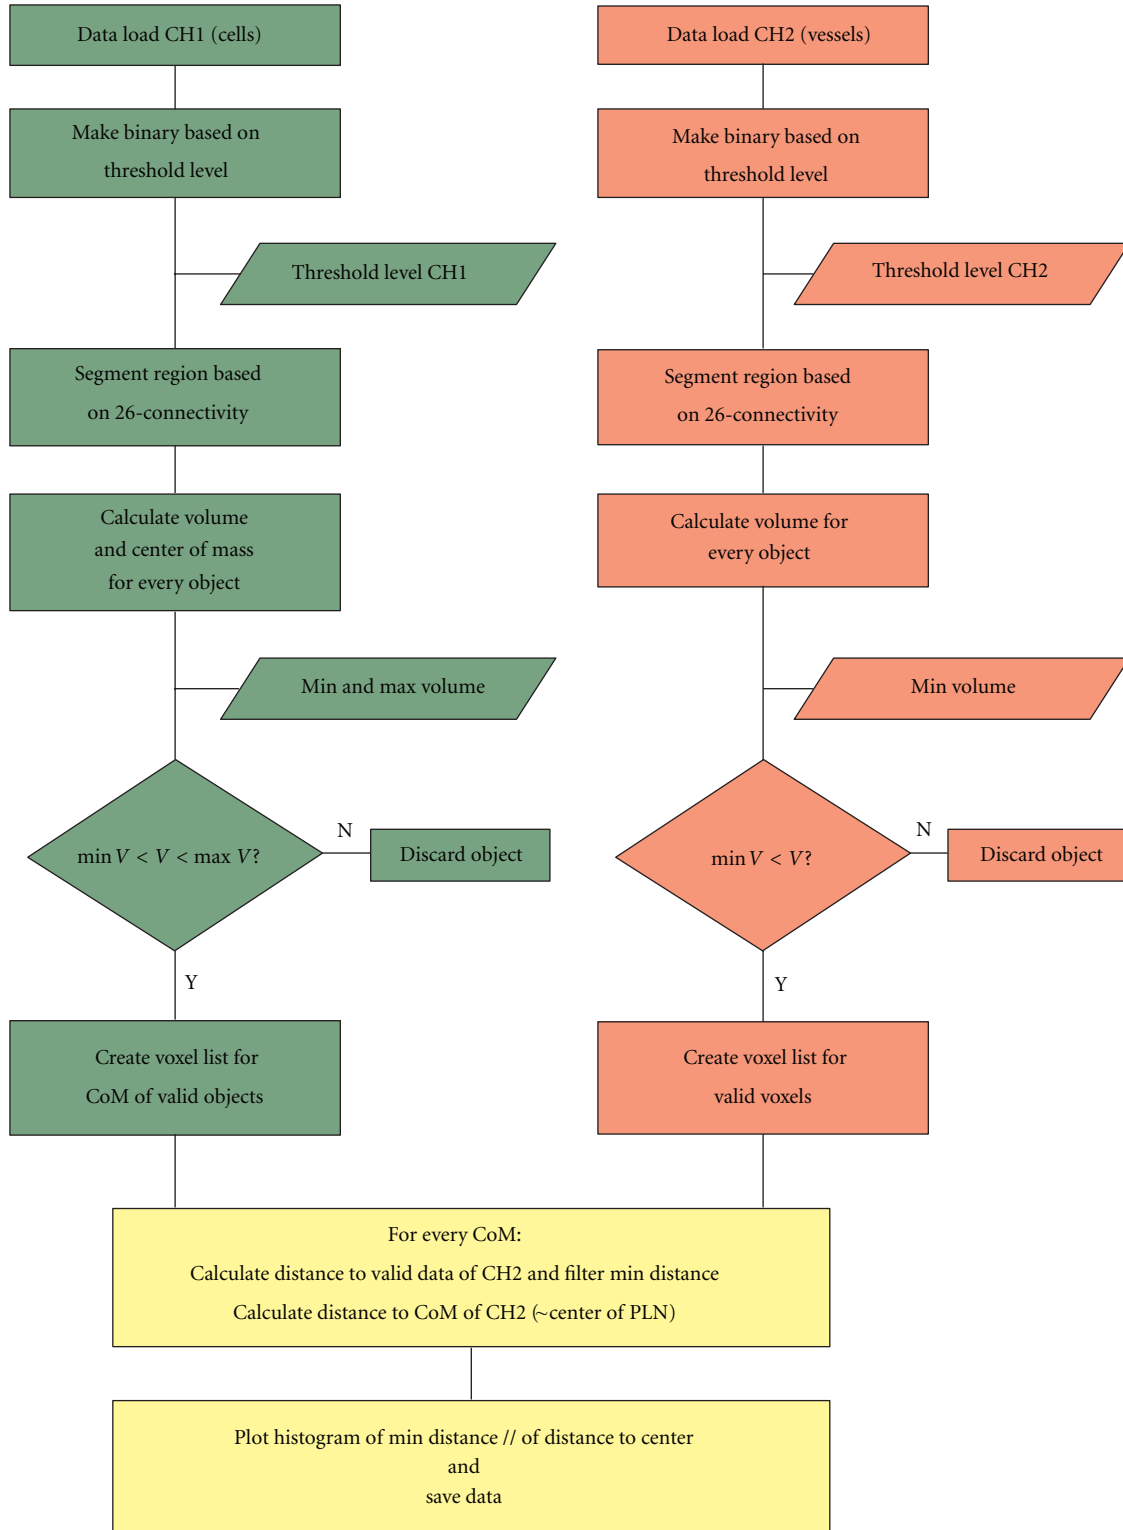 Data load CH1 (cells)
Make binary based on
threshold level
Threshold level CH1
Segment region based
on 26-connectivity
Calculate volume
and center of mass
for every object
Min and max volume
min V < V < max V?
N
Discard object
Y
Create voxel list for
CoM of valid objects
Data load CH2 (vessels)
Make binary based on
threshold level
Threshold level CH2
Segment region based
on 26-connectivity
Calculate volume for
every object
Min volume
min V < V?
N
Discard object
Y
Create voxel list for
valid voxels
For every CoM:
Calculate distance to valid data of CH2 and filter min distance
Calculate distance to CoM of CH2 (~center of PLN)
Plot histogram of min distance // of distance to center
and
save data